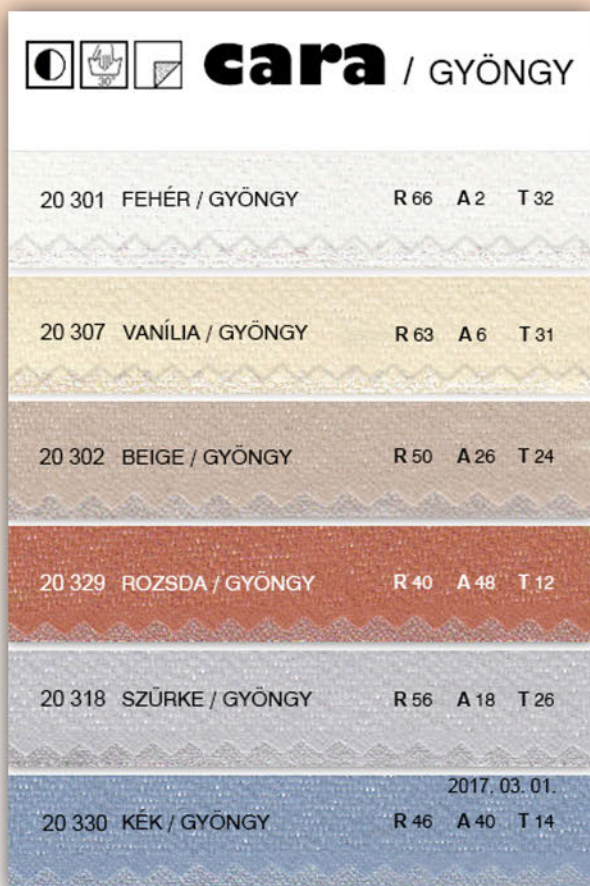 30°
cara / GYÖNGY
20 301 FEHÉR / GYÖNGY R 66 A 2 T 32
20 307 VANÍLIA / GYÖNGY R 63 A 6 T 31
20 302 BEIGE / GYÖNGY R 50 A 26 T 24
20 329 ROZSDA / GYÖNGY R 40 A 48 T 12
20 318 SZÜRKE / GYÖNGY R 56 A 18 T 26
2017. 03. 01.
20 330 KÉK / GYÖNGY R 46 A 40 T 14